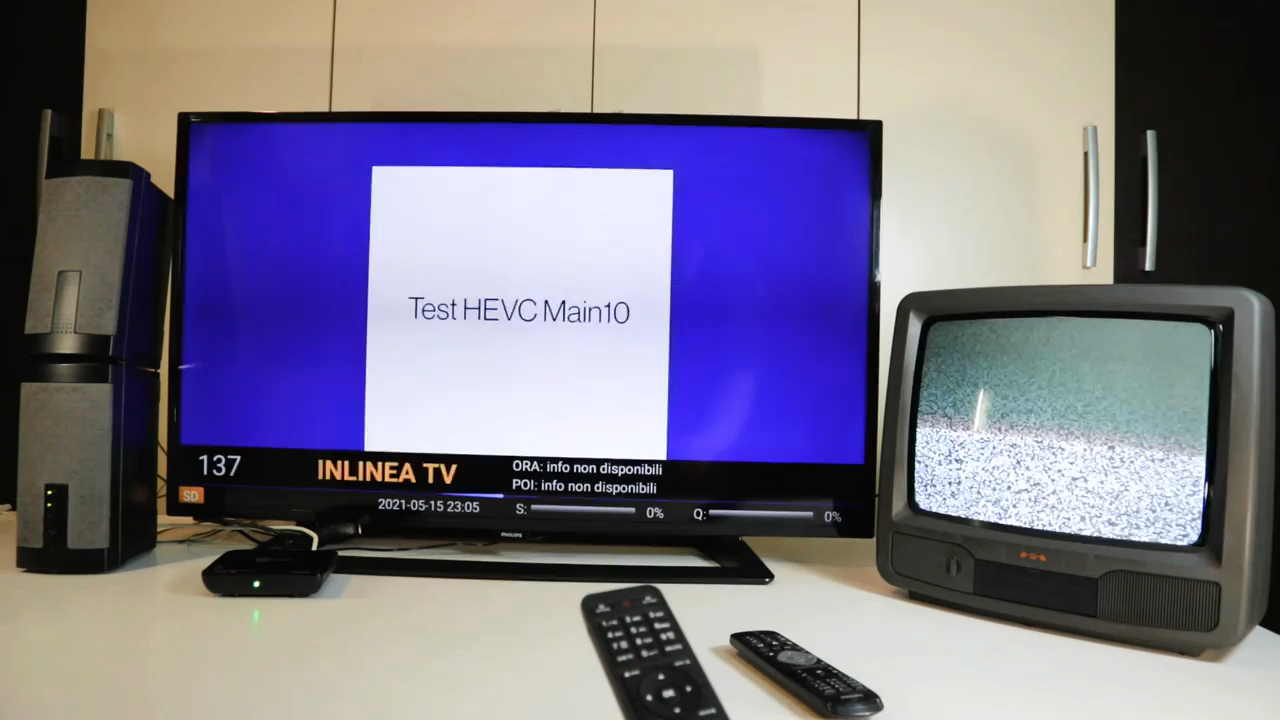 Test HEVC Main10
137
INLINEA TV
ORA: info non disponibili
POI: info non disponibili
SD
2021-05-15 23:05
S:
0%
Q:
0%
PHILIPS